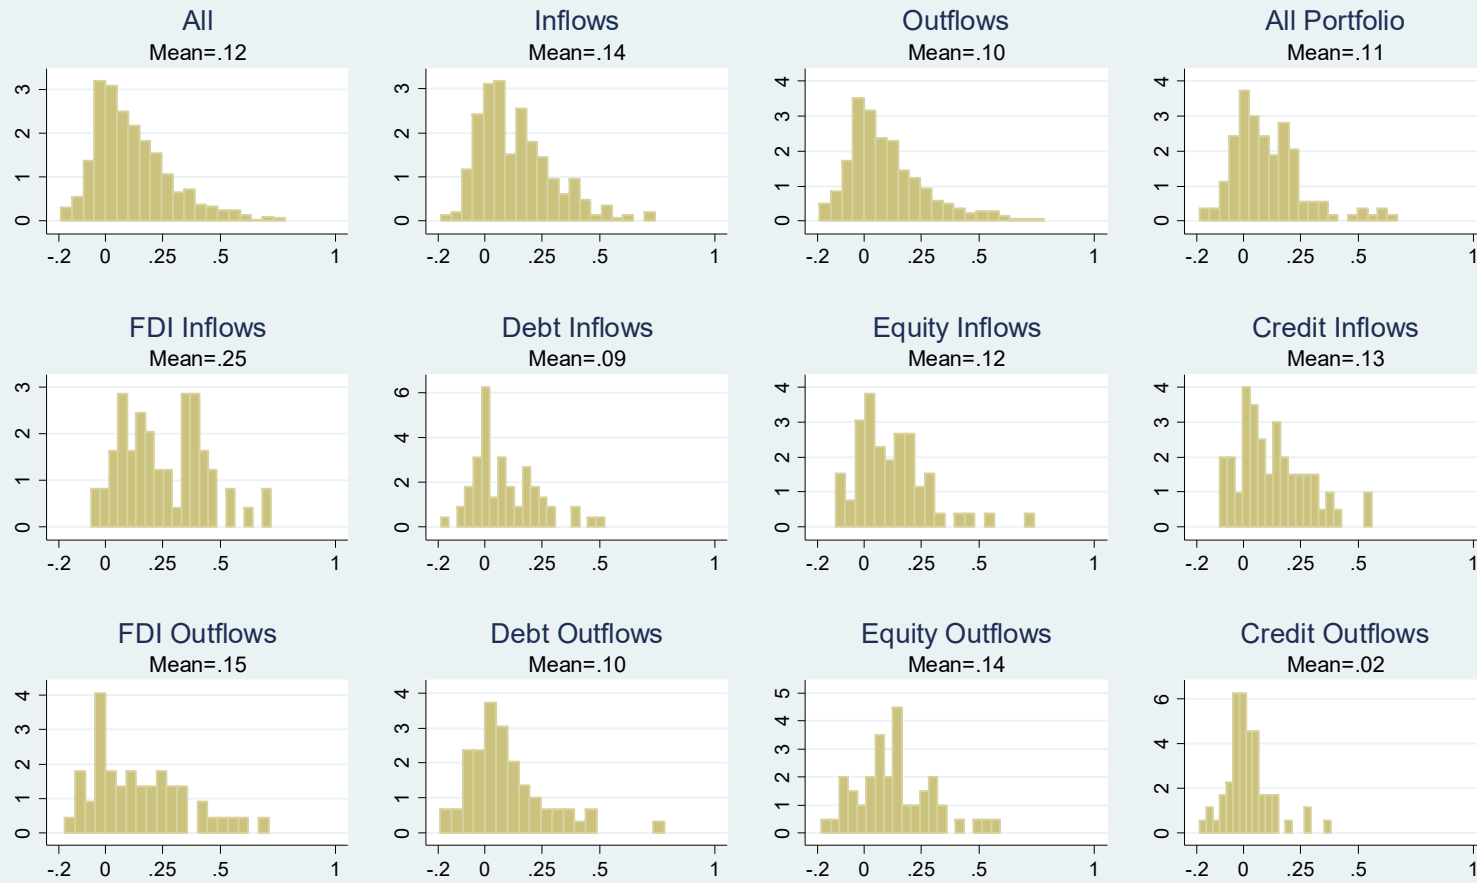 All Inflows Outflows All Portfolio
Mean=.12 Mean=.14 Mean=.10 Mean=.11
0 1 2 3
0 1 2 3
0 1 2 3 4
0 1 2 3 4
-.2 0 .25 .5 1 -.2 0 .25 .5 1 -.2 0 .25 .5 1 -.2 0 .25 .5 1
FDI Inflows Debt Inflows Equity Inflows Credit Inflows
Mean=.25 Mean=.09 Mean=.12 Mean=.13
0 1 2 3
0 2 4 6
0 1 2 3 4
0 1 2 3 4
-.2 0 .25 .5 1 -.2 0 .25 .5 1 -.2 0 .25 .5 1 -.2 0 .25 .5 1
FDI Outflows Debt Outflows Equity Outflows Credit Outflows
Mean=.15 Mean=.10 Mean=.14 Mean=.02
0 1 2 3 4
0 1 2 3 4
0 1 2 3 4 5
0 2 4 6
-.2 0 .25 .5 1 -.2 0 .25 .5 1 -.2 0 .25 .5 1 -.2 0 .25 .5 1